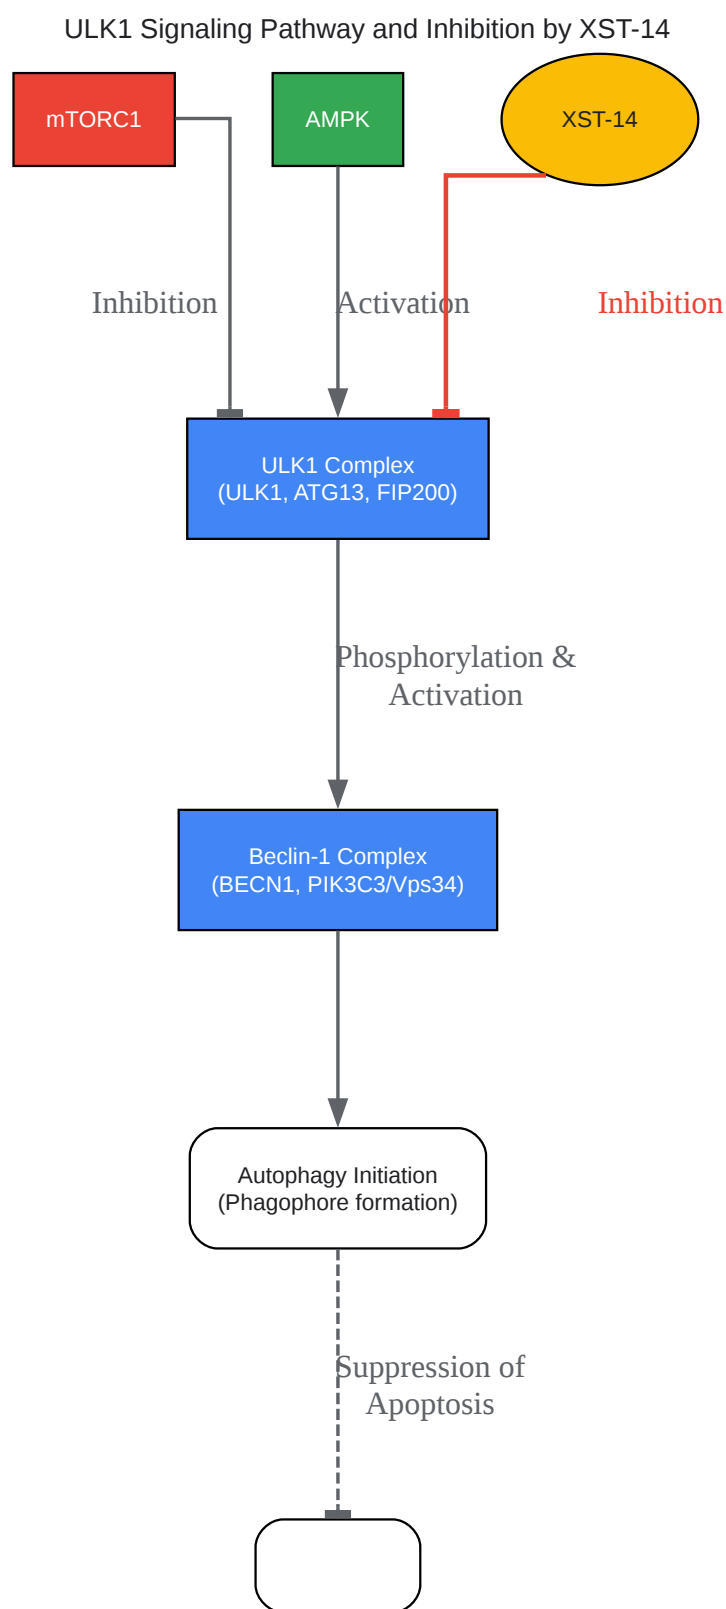 ULK1 Signaling Pathway and Inhibition by XST-14
mTORC1
AMPK
XST-14
Inhibition
Activation
Inhibition
ULK1 Complex
(ULK1, ATG13, FIP200)
Phosphorylation &
Activation
Beclin-1 Complex
(BECN1, PIK3C3/Vps34)
Autophagy Initiation
(Phagophore formation)
Suppression of
Apoptosis